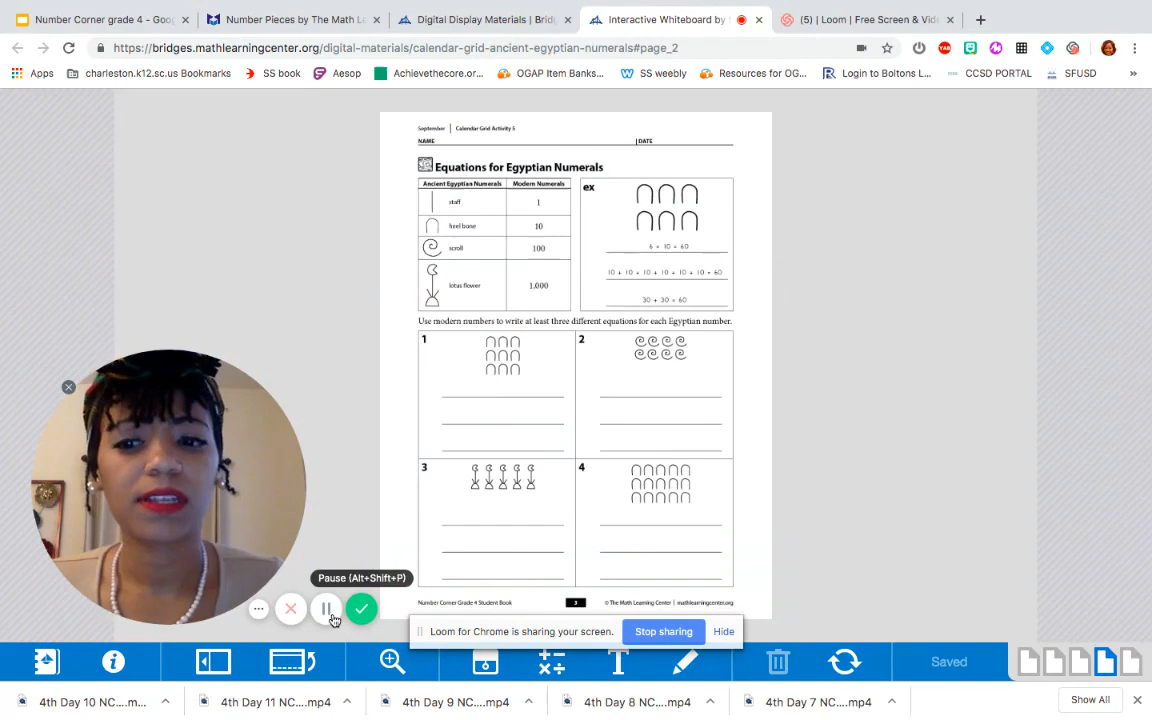 Number Corner grade 4 - Goo
Number Pieces by The Math Le
Digital Display Materials | Brid
Interactive Whiteboard by
(5) | Loom | Free Screen & Vide
https://bridges.mathlearningcenter.org/digital-materials/calendar-grid-ancient-egyptian-numerals#page_2
Apps
charleston.k12.sc.us Bookmarks
SS book
Aesop
Achievethecore.or...
OGAP Item Banks...
SS weebly
Resources for OG...
Login to Boltons L...
CCSD PORTAL
SFUSD
September | Calendar Grid Activity 3
NAME | DATE
Equations for Egyptian Numerals
Ancient Egyptian Numerals Modern Numerals
staff 1
heel bone 10
scroll 100
lotus flower 1,000
ex
6 × 10 = 60
10 + 10 + 10 + 10 + 10 + 10 = 60
30 + 30 = 60
Use modern numbers to write at least three different equations for each Egyptian number.
1
2
3
4
Number Corner Grade 4 Student Book
3
© The Math Learning Center | mathlearningcenter.org
Pause (Alt+Shift+P)
Loom for Chrome is sharing your screen.
Stop sharing
Hide
Saved
4th Day 10 NC....m...
4th Day 11 NC....mp4
4th Day 9 NC....mp4
4th Day 8 NC....mp4
4th Day 7 NC....mp4
Show All